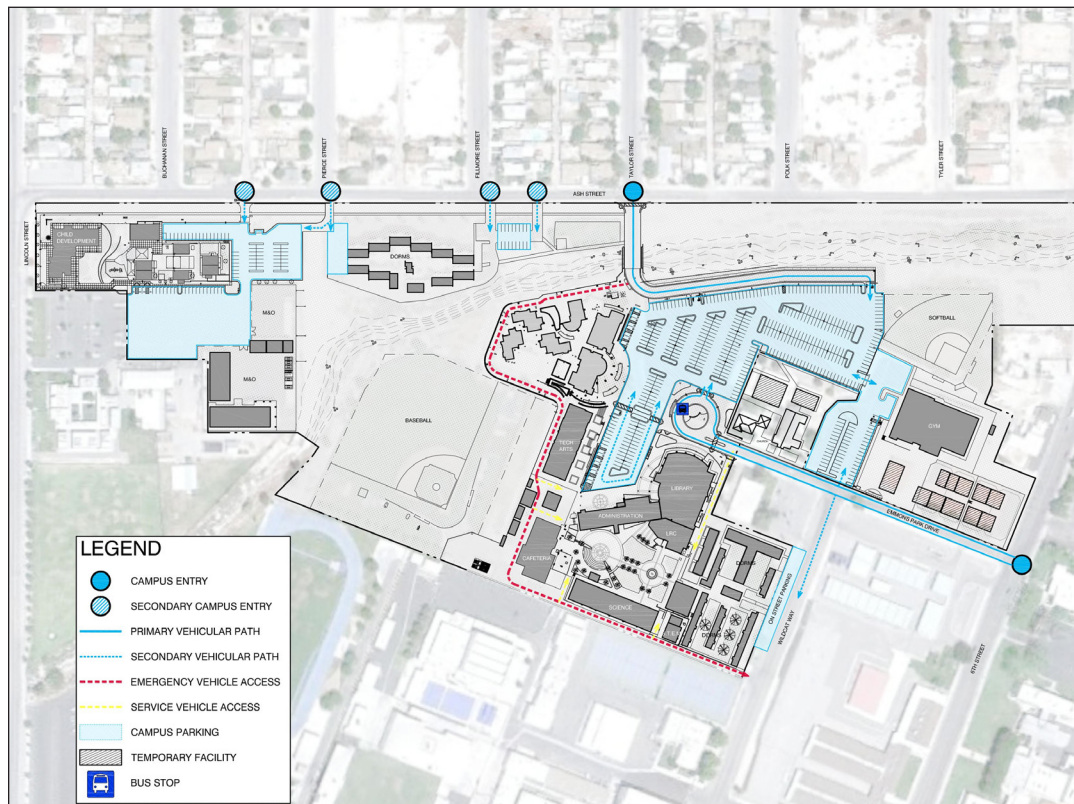 BUCHANAN STREET
PIERCE STREET
FILLMORE STREET
TAYLOR STREET
POLK STREET
TYLER STREET
ASH STREET
LINCOLN STREET
CHILD
DEVELOPMENT
DORMS
M&O
M&O
SOFTBALL
BASEBALL
TECH
ARTS
GYM
LIBRARY
ADMINISTRATION
LRC
CAFETERIA
SCIENCE
DORMS
DORMS
ON STREET PARKING
WILDCAT WAY
EMMONS PARK DRIVE
6TH STREET
LEGEND
CAMPUS ENTRY
SECONDARY CAMPUS ENTRY
PRIMARY VEHICULAR PATH
SECONDARY VEHICULAR PATH
EMERGENCY VEHICLE ACCESS
SERVICE VEHICLE ACCESS
CAMPUS PARKING
TEMPORARY FACILITY
BUS STOP